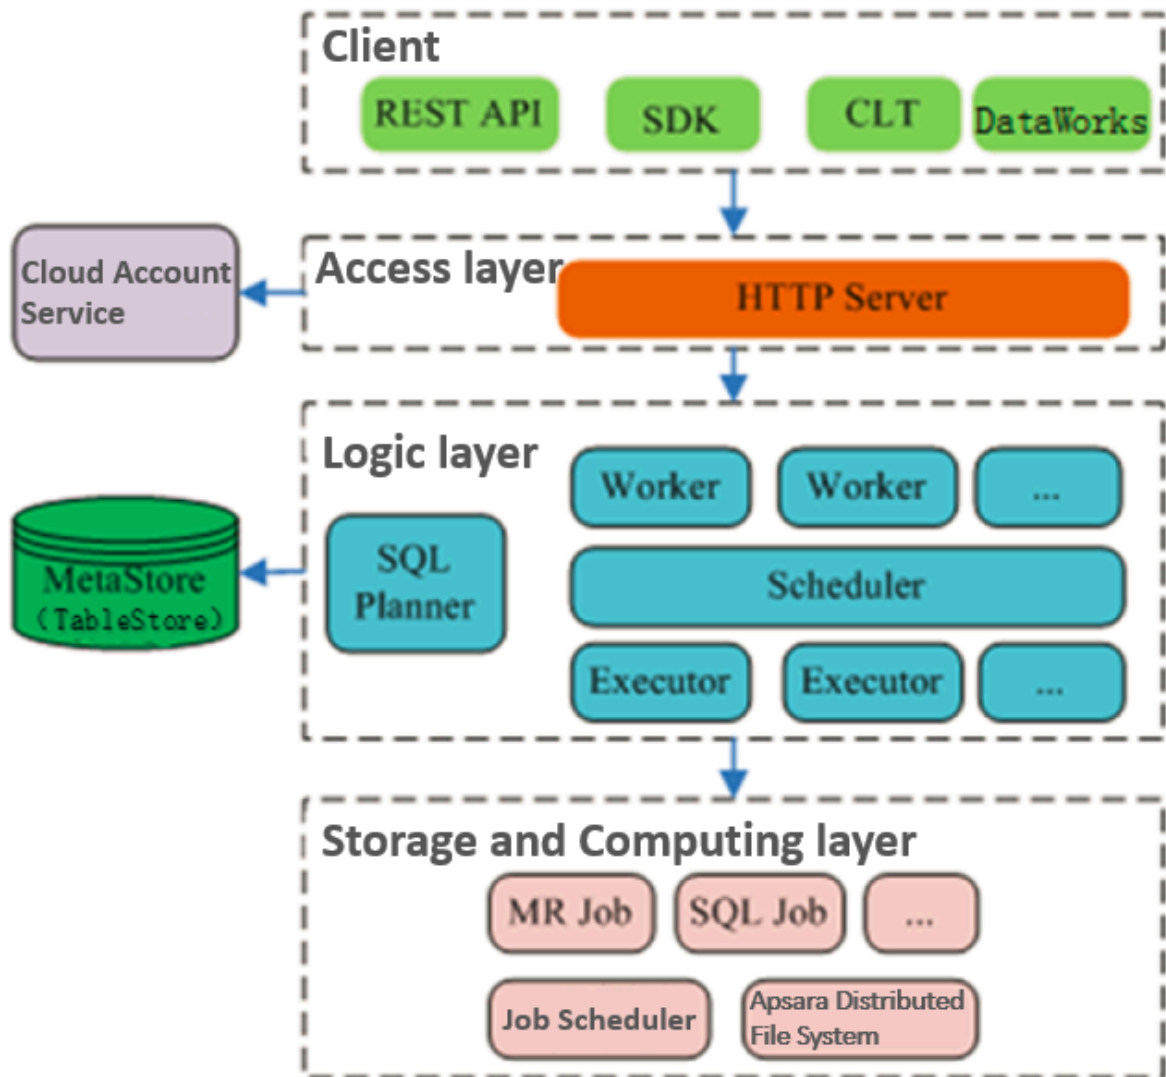 Client
REST API
SDK
CLT
DataWorks
Cloud Account
Service
Access layer
HTTP Server
Logic layer
Worker
Worker
...
MetaStore
(TableStore)
SQL
Planner
Scheduler
Executor
Executor
...
Storage and Computing layer
MR Job
SQL Job
...
Job Scheduler
Apsara Distributed
File System